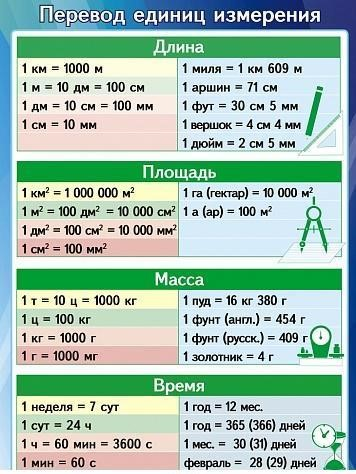 Перевод единиц измерения
Длина
1 км = 1000 м
1 м = 10 дм = 100 см
1 дм = 10 см = 100 мм
1 см = 10 мм
1 миля = 1 км 609 м
1 аршин = 71 см
1 фут = 30 см 5 мм
1 вершок = 4 см 4 мм
1 дюйм = 2 см 5 мм
Площадь
1 км² = 1 000 000 м²
1 м² = 100 дм² = 10 000 см²
1 дм² = 100 см² = 10 000 мм²
1 см² = 100 мм²
1 га (гектар) = 10 000 м²
1 а (ар) = 100 м²
Масса
1 т = 10 ц = 1000 кг
1 ц = 100 кг
1 кг = 1000 г
1 г = 1000 мг
1 пуд = 16 кг 380 г
1 фунт (англ.) = 454 г
1 фунт (русск.) = 409 г
1 золотник = 4 г
Время
1 неделя = 7 сут
1 сут = 24 ч
1 ч = 60 мин = 3600 с
1 мин = 60 с
1 год = 12 мес.
1 год = 365 (366) дней
1 мес. = 30 (31) дней
февраль = 28 (29) дней